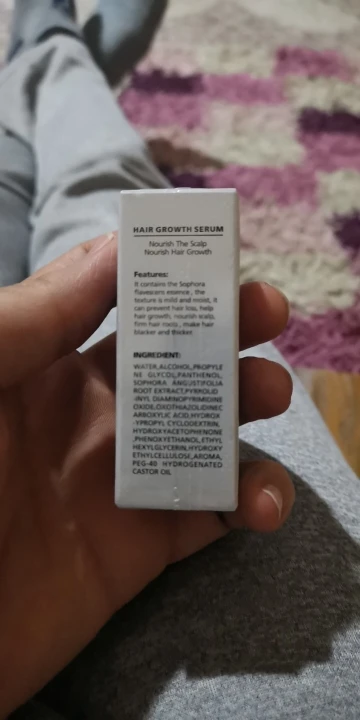 HAIR GROWTH SERUM
Nourish The Scalp
Nourish Hair Growth
Features:
It contains the Sophora
flavescens essence, the
texture is mild and moist, it
can prevent hair loss, help
hair growth, nourish scalp,
firm hair roots, make hair
blacker and thicker.
INGREDIENT:
WATER,ALCOHOL,PROPYLE
NE GLYCOL,PANTHENOL,
SOPHORA ANGUSTIFOLIA
ROOT EXTRACT,PYRROLID
-INYL DIAMINOPYRIMIDINE
OXIDE,OXOTHIAZOLIDINEC
ARBOXYLIC ACID,HYDROX
-YPROPYL CYCLODEXTRIN,
HYDROXYACETOPHENONE
,PHENOXYETHANOL,ETHYL
HEXYLGLYCERIN,HYDROXY
ETHYLCELLULOSE,AROMA,
PEG-40 HYDROGENATED
CASTOR OIL